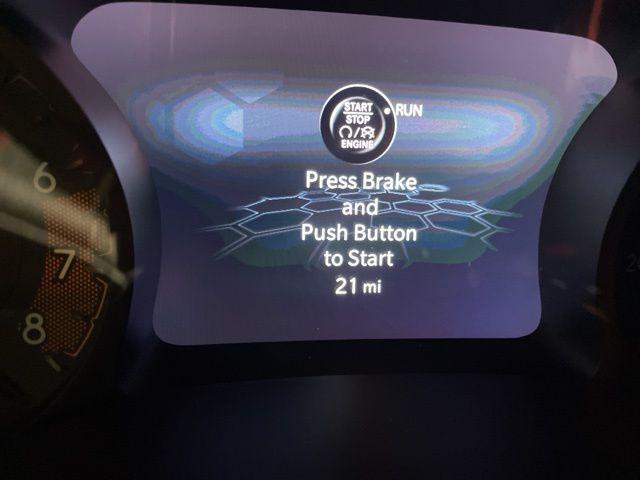 START
STOP
RUN
ENGINE
Press Brake
and
Push Button
to Start
21 mi
6
7
8